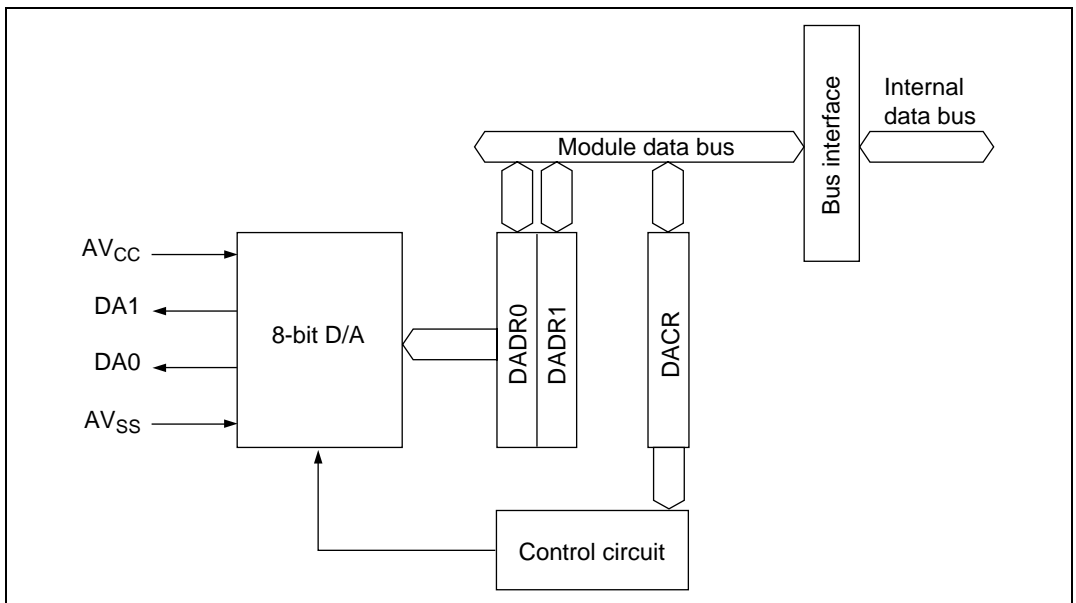 Internal
data bus
Bus interface
Module data bus
AVCC
DA1
DA0
AVSS
8-bit D/A
DADR0
DADR1
DACR
Control circuit